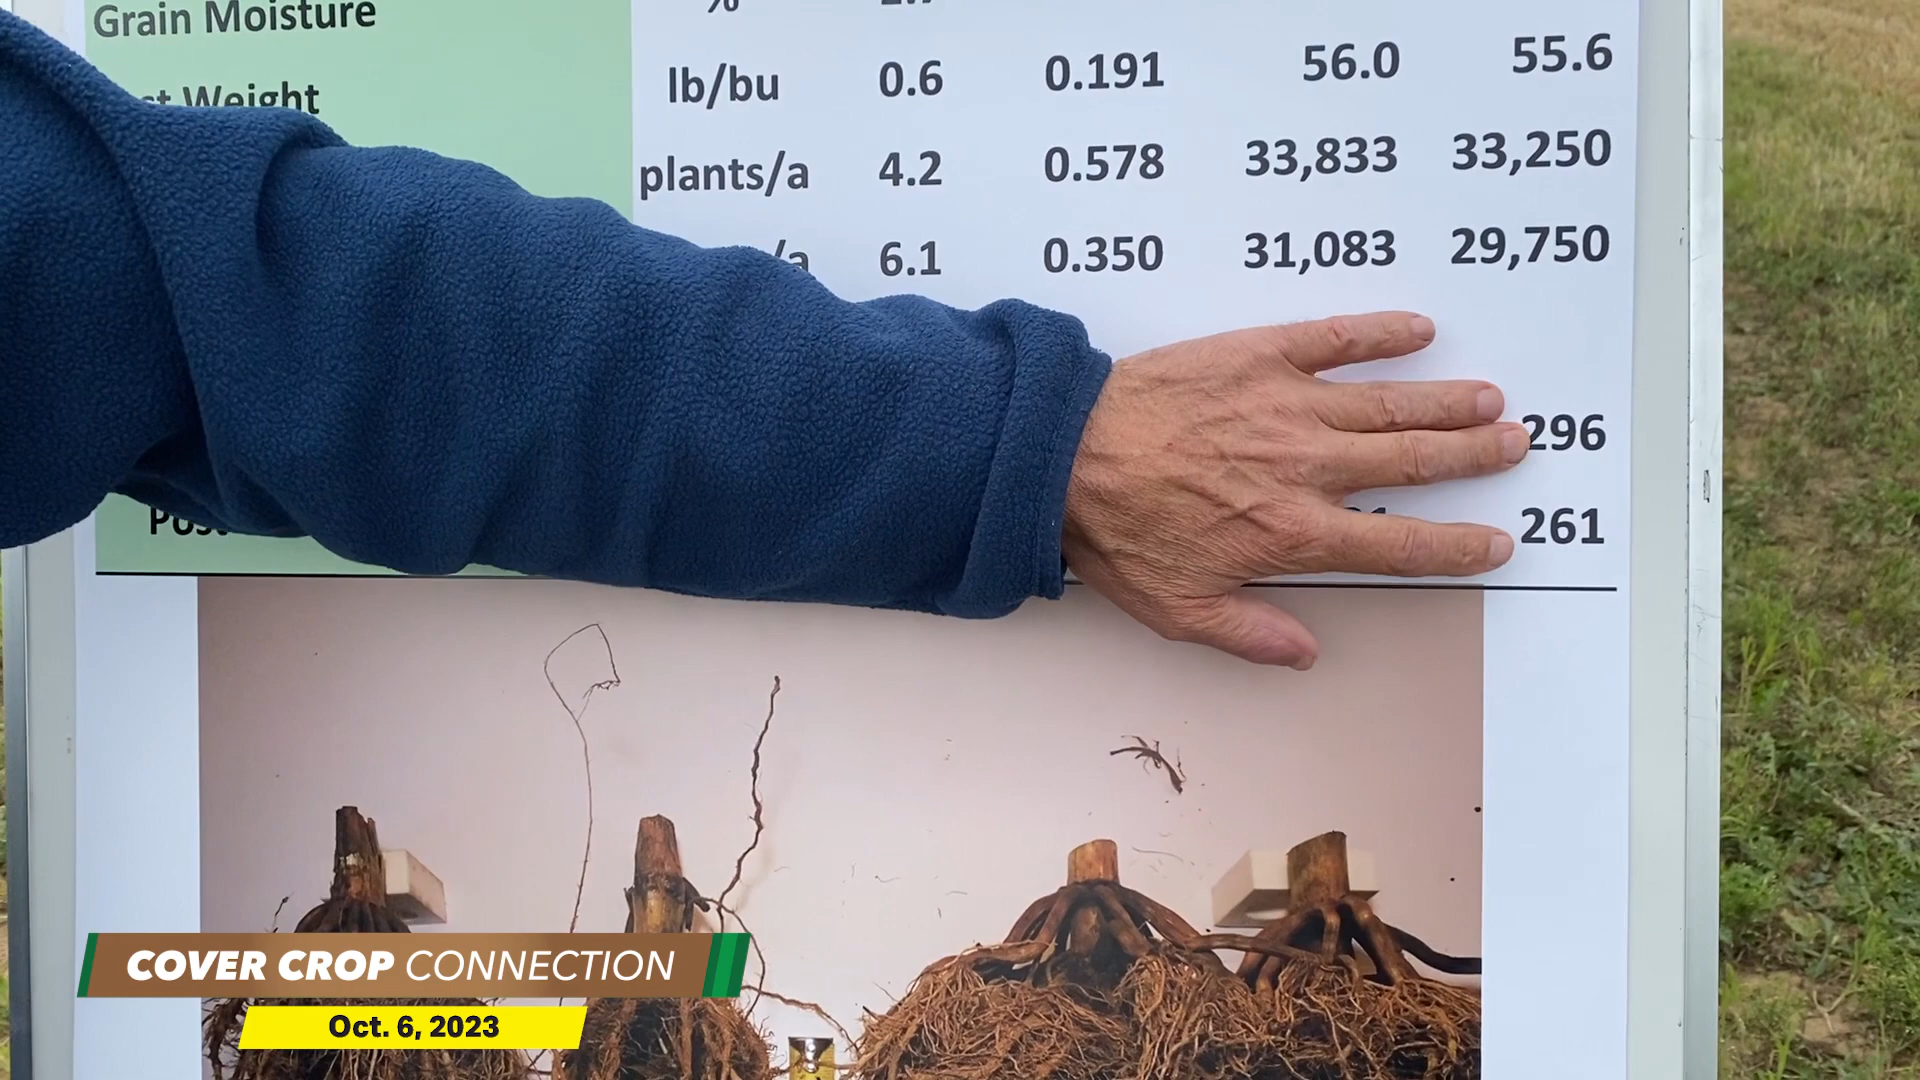 Grain Moisture %
Weight lb/bu 0.6 0.191 56.0 55.6
plants/a 4.2 0.578 33,833 33,250
/a 6.1 0.350 31,083 29,750
296
261
COVER CROP CONNECTION
Oct. 6, 2023